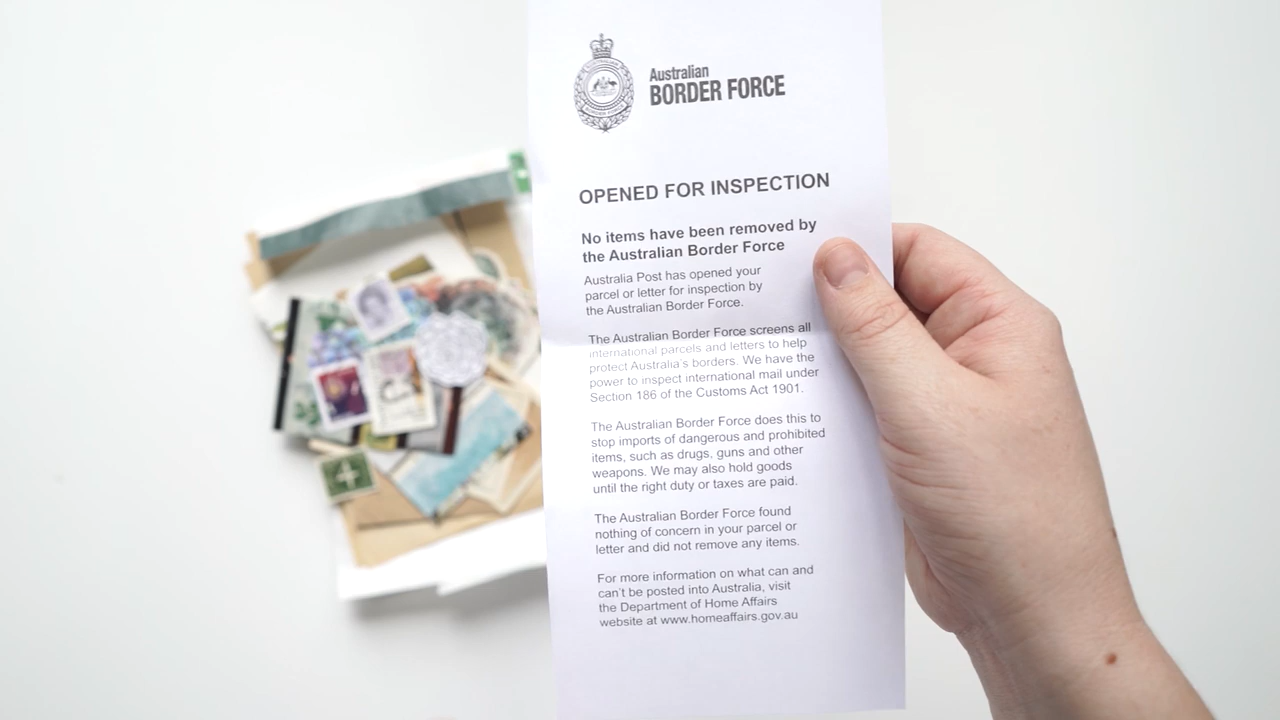 Australian
BORDER FORCE
OPENED FOR INSPECTION
No items have been removed by
the Australian Border Force
Australia Post has opened your
parcel or letter for inspection by
the Australian Border Force.
The Australian Border Force screens all
international parcels and letters to help
protect Australia's borders. We have the
power to inspect international mail under
Section 186 of the Customs Act 1901.
The Australian Border Force does this to
stop imports of dangerous and prohibited
items, such as drugs, guns and other
weapons. We may also hold goods
until the right duty or taxes are paid.
The Australian Border Force found
nothing of concern in your parcel or
letter and did not remove any items.
For more information on what can and
can't be posted into Australia, visit
the Department of Home Affairs
website at www.homeaffairs.gov.au